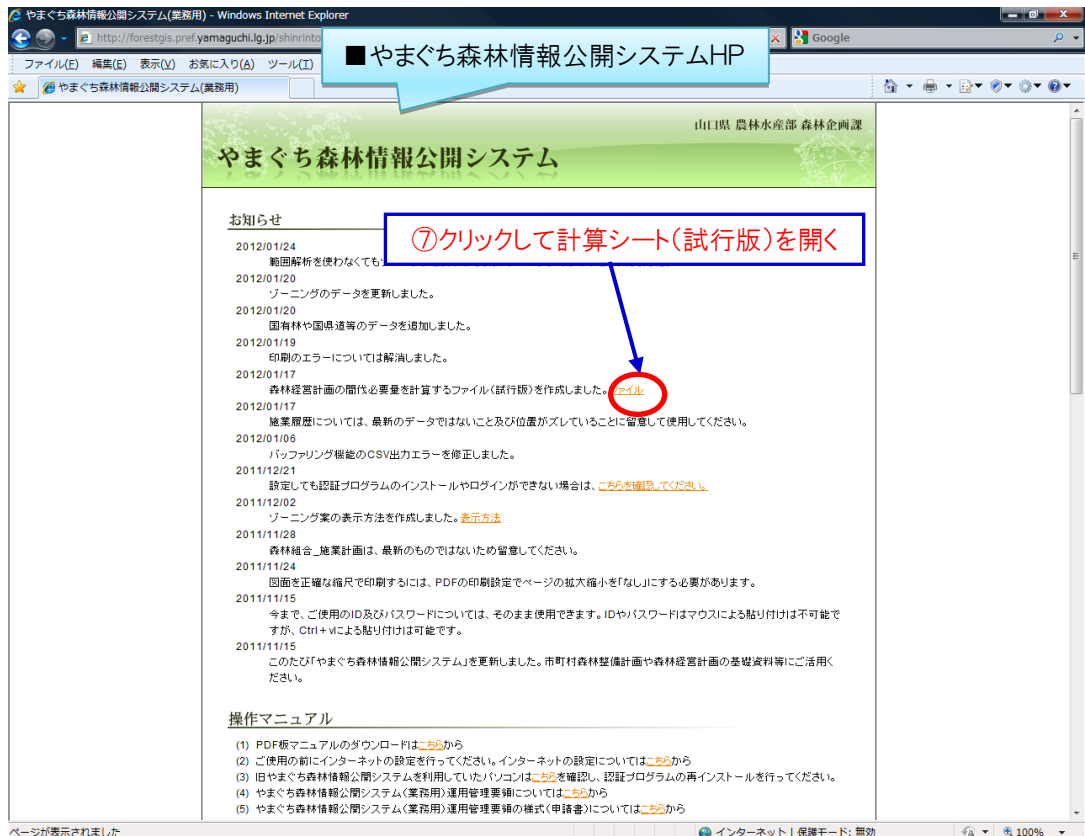 やまぐち森林情報公開システム(業務用) - Windows Internet Explorer
http://forestgis.pref.yamaguchi.lg.jp/shinrinto
Google
ファイル(F) 編集(E) 表示(V) お気に入り(A) ツール(T)
■やまぐち森林情報公開システムHP
やまぐち森林情報公開システム(業務用)
山口県 農林水産部 森林企画課
やまぐち森林情報公開システム
お知らせ
⑦クリックして計算シート(試行版)を開く
2012/01/24
範囲解析を使わなくても
2012/01/20
ゾーニングのデータを更新しました。
2012/01/20
国有林や国県道等のデータを追加しました。
2012/01/19
印刷のエラーについては解消しました。
2012/01/17
森林経営計画の間伐必要量を計算するファイル(試行版)を作成しました。ファイル
2012/01/17
施業履歴については、最新のデータではないこと及び位置がズレていることに留意して使用してください。
2012/01/06
バッファリング機能のCSV出力エラーを修正しました。
2011/12/21
設定しても認証プログラムのインストールやログインができない場合は、こちらを確認してください。
2011/12/02
ゾーニング案の表示方法を作成しました。表示方法
2011/11/28
森林組合_施業計画は、最新のものではないため留意してください。
2011/11/24
図面を正確な縮尺で印刷するには、PDFの印刷設定でページの拡大縮小を「なし」にする必要があります。
2011/11/15
今まで、ご使用のID及びパスワードについては、そのまま使用できます。IDやパスワードはマウスによる貼り付けは不可能で
すが、Ctrl+vによる貼り付けは可能です。
2011/11/15
このたび「やまぐち森林情報公開システム」を更新しました。市町村森林整備計画や森林経営計画の基礎資料等にご活用く
ださい。
操作マニュアル
(1) PDF板マニュアルのダウンロードはこちらから
(2) ご使用の前にインターネットの設定を行ってください。インターネットの設定についてはこちらから
(3) 旧やまぐち森林情報公開システムを利用していたパソコンはこちらを確認し、認証プログラムの再インストールを行ってください。
(4) やまぐち森林情報公開システム(業務用)運用管理要領についてはこちらから
(5) やまぐち森林情報公開システム(業務用)運用管理要領の様式(申請書)についてはこちらから
ページが表示されました
インターネット | 保護モード: 無効
100%